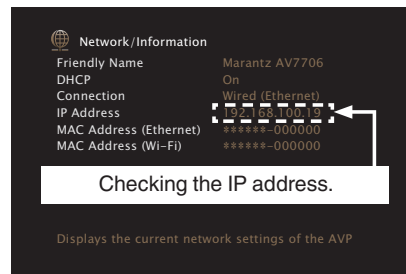 Network/Information
Friendly Name Marantz AV7706
DHCP On
Connection Wired (Ethernet)
IP Address 192.168.100.19
MAC Address (Ethernet) ******-000000
MAC Address (Wi-Fi) ******-000000
Checking the IP address.
Displays the current network settings of the AVP